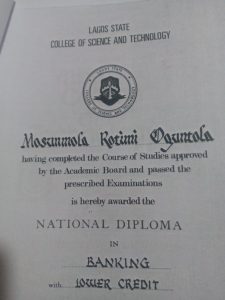 LAGOS STATE
COLLEGE OF SCIENCE AND TECHNOLOGY
Mosunmola Rotimi Oguntola
having completed the Course of Studies approved
by the Academic Board and passed the
prescribed Examinations
is hereby awarded the
NATIONAL DIPLOMA
IN
BANKING
with LOWER CREDIT